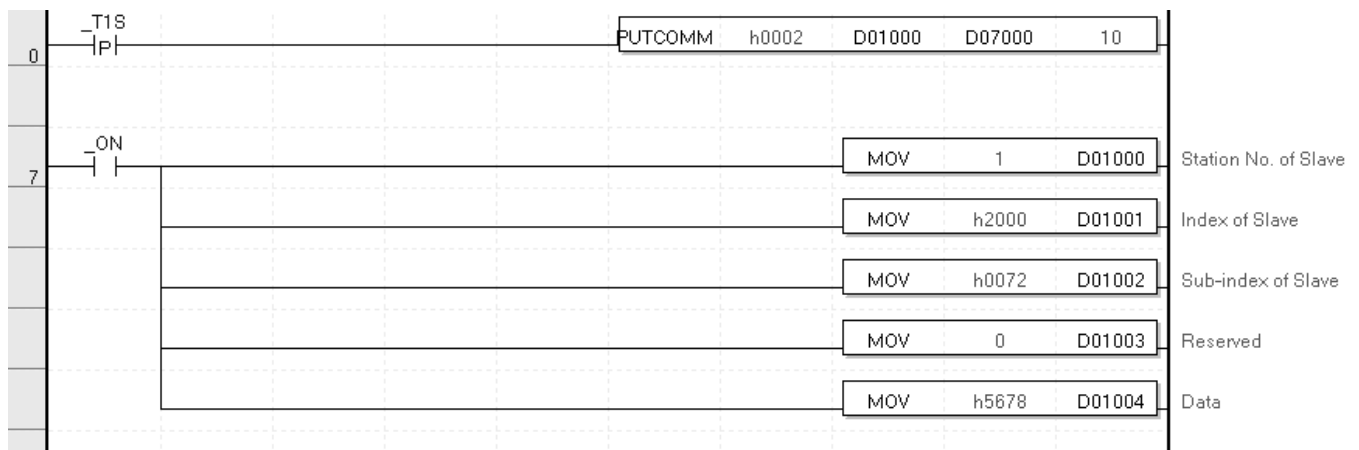 _T1S
P
PUTCOMM h0002 D01000 D07000 10
0
_ON
MOV 1 D01000 Station No. of Slave
7
MOV h2000 D01001 Index of Slave
MOV h0072 D01002 Sub-index of Slave
MOV 0 D01003 Reserved
MOV h5678 D01004 Data